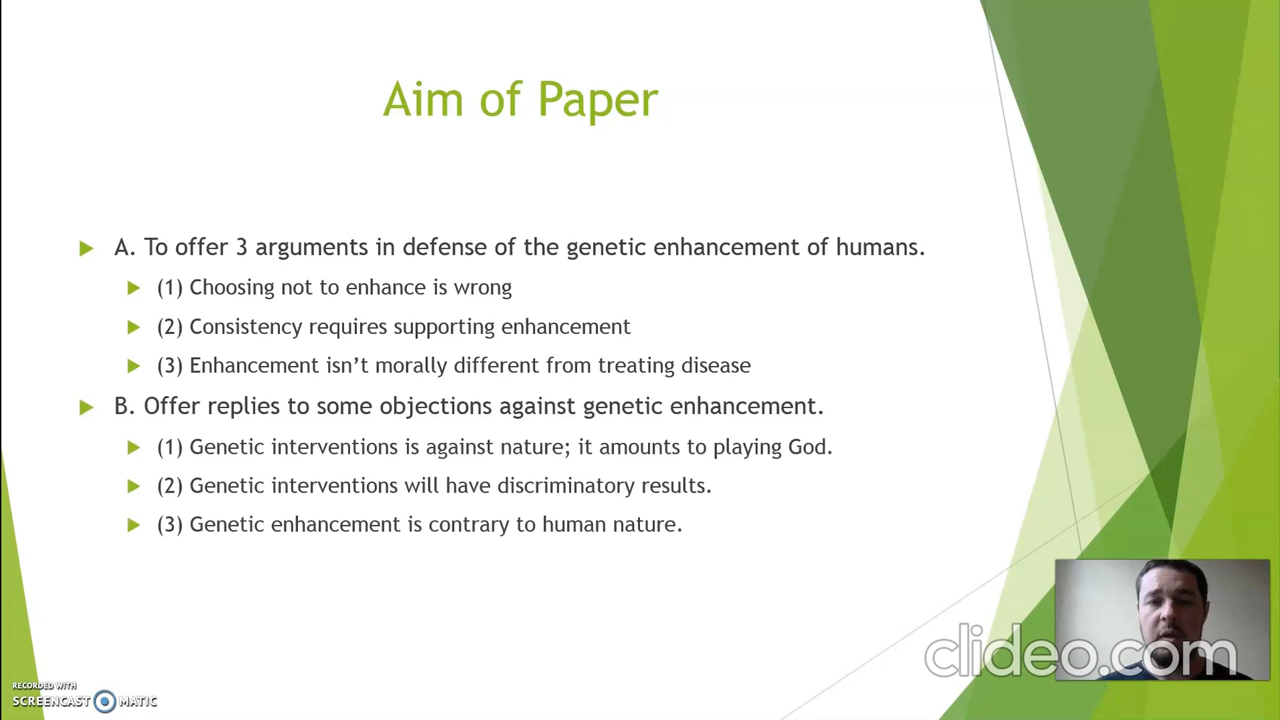 Aim of Paper
A. To offer 3 arguments in defense of the genetic enhancement of humans.
(1) Choosing not to enhance is wrong
(2) Consistency requires supporting enhancement
(3) Enhancement isn't morally different from treating disease
B. Offer replies to some objections against genetic enhancement.
(1) Genetic interventions is against nature; it amounts to playing God.
(2) Genetic interventions will have discriminatory results.
(3) Genetic enhancement is contrary to human nature.
clideo.com
RECORDED WITH
SCREENCAST MATIC